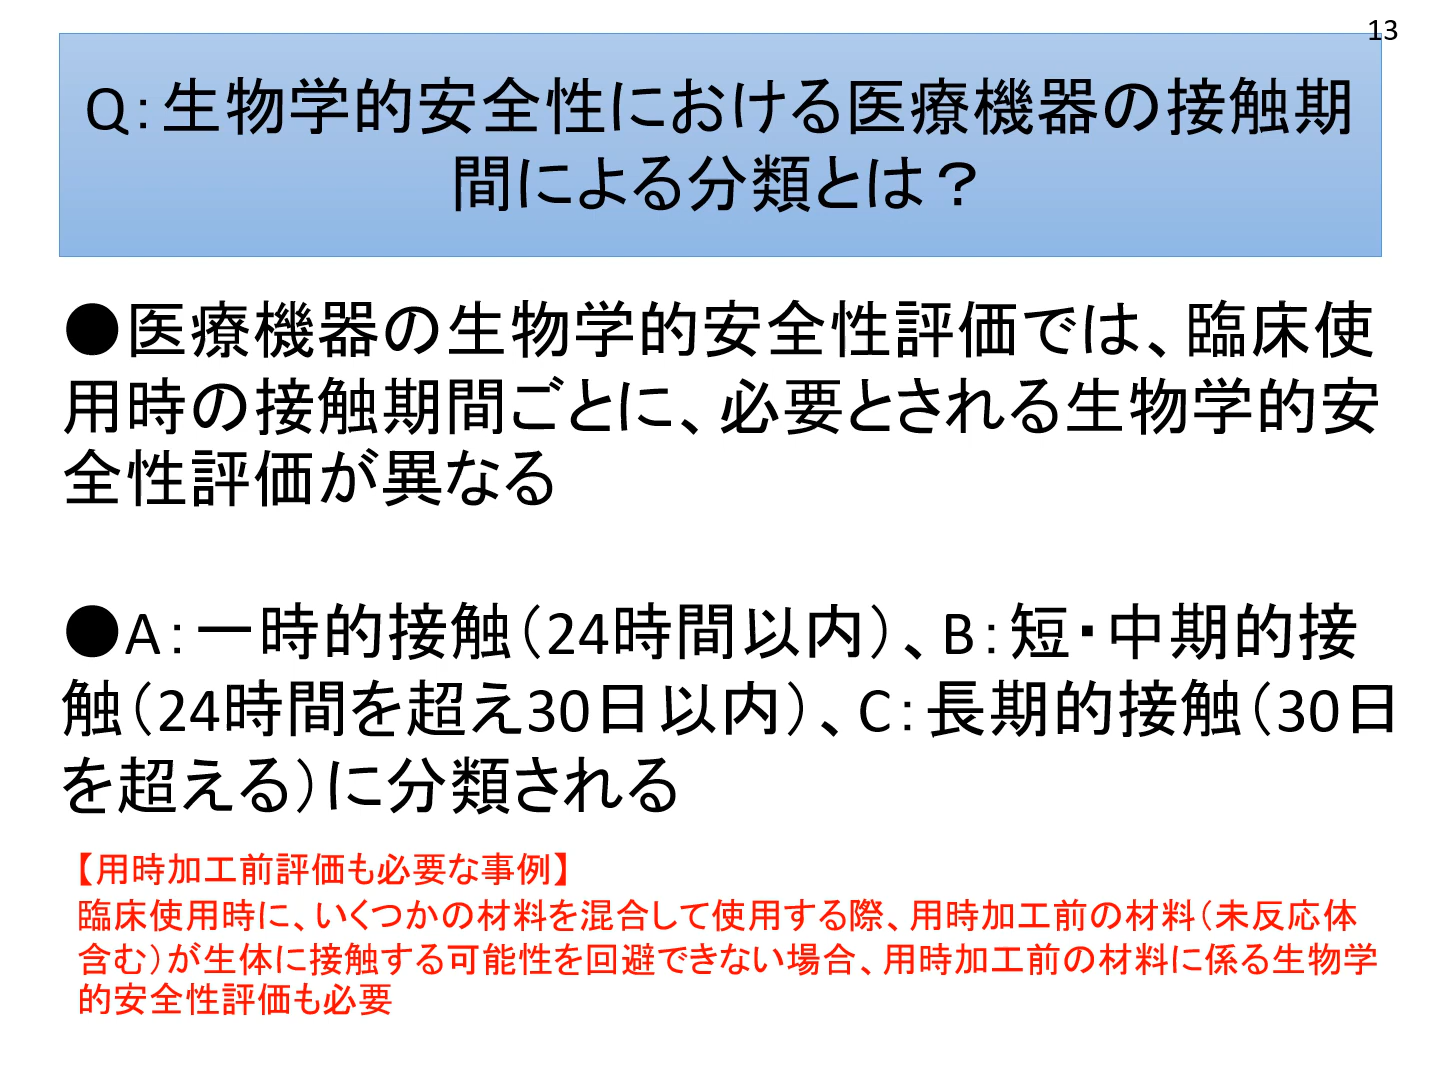 13
Q：生物学的安全性における医療機器の接触期
間による分類とは？
●医療機器の生物学的安全性評価では、臨床使
用時の接触期間ごとに、必要とされる生物学的安
全性評価が異なる
●A：一時的接触（24時間以内）、B：短・中期的接
触（24時間を超え30日以内）、C：長期的接触（30日
を超える）に分類される
【用時加工前評価も必要な事例】
臨床使用時に、いくつかの材料を混合して使用する際、用時加工前の材料（未反応体
含む）が生体に接触する可能性を回避できない場合、用時加工前の材料に係る生物学
的安全性評価も必要